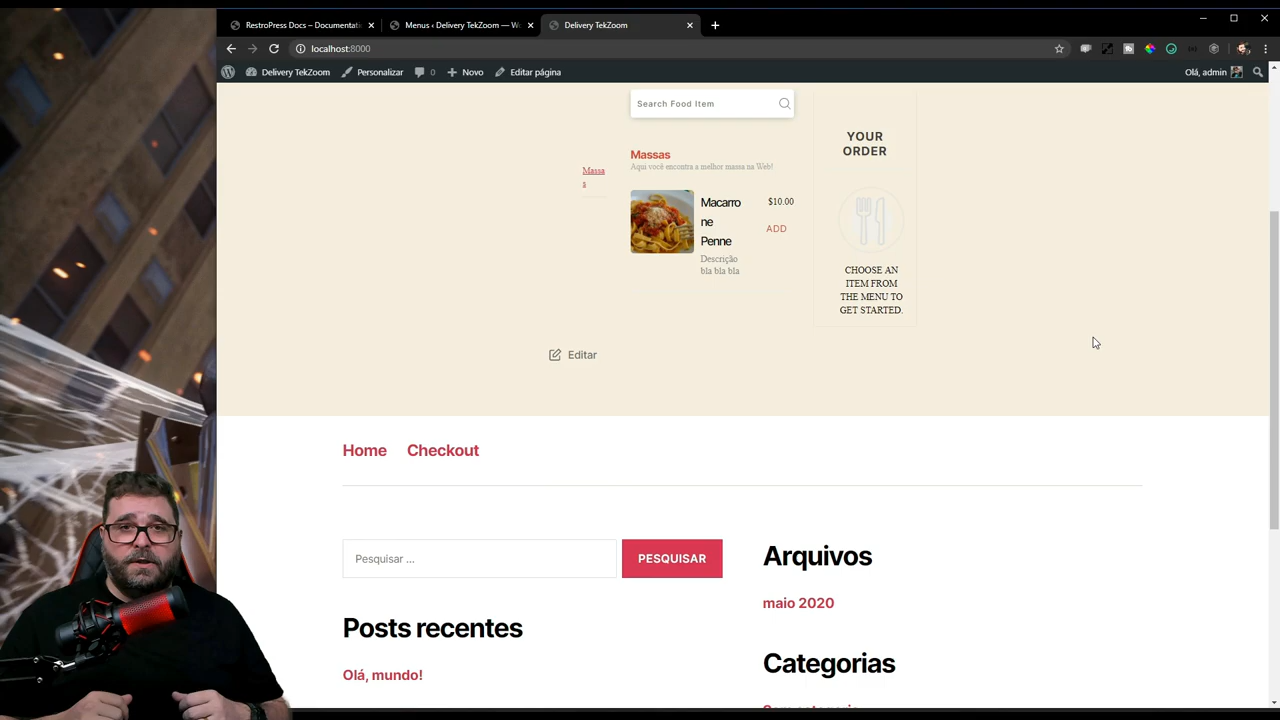 RestroPress Docs – Documentati
Menus ‹ Delivery TekZoom — W
Delivery TekZoom
localhost:8000
Delivery TekZoom
Personalizar
0
Novo
Editar página
Olá, admin
Search Food Item
YOUR
ORDER
Massas
Aqui você encontra a melhor massa na Web!
Massa
s
Macarro
ne
Penne
$10.00
ADD
Descrição
bla bla bla
CHOOSE AN
ITEM FROM
THE MENU TO
GET STARTED.
Editar
Home
Checkout
Pesquisar ...
PESQUISAR
Arquivos
maio 2020
Posts recentes
Olá, mundo!
Categorias